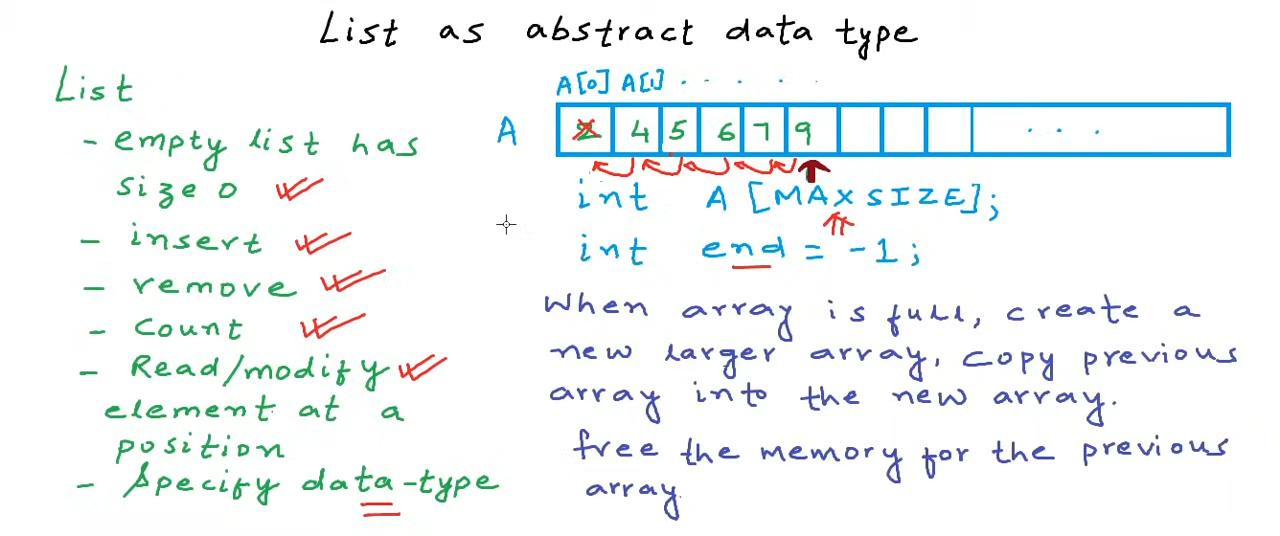 List as abstract data type
List
- empty list has
size 0
- insert
- remove
- Count
- Read/modify
element at a
position
- Specify data-type
A[0] A[1] . . . . .
A 2 4 5 6 7 9 . . .
int A [MAXSIZE];
int end = -1;
When array is full, create a
new larger array, copy previous
array into the new array.
free the memory for the previous
array